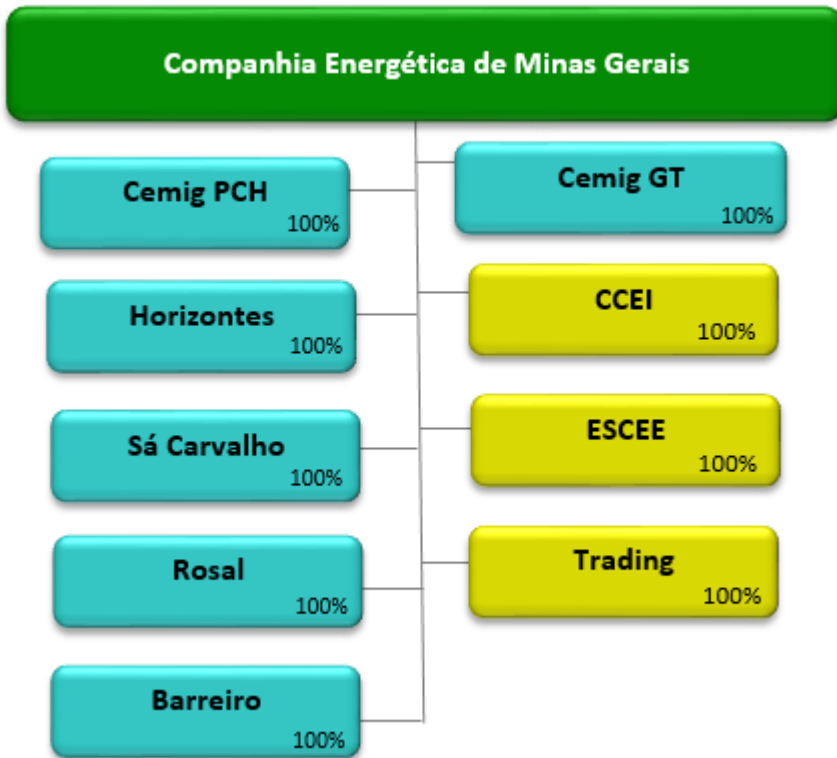 Companhia Energética de Minas Gerais
Cemig PCH
100%
Cemig GT
100%
Horizontes
100%
CCEI
100%
Sá Carvalho
100%
ESCEE
100%
Rosal
100%
Trading
100%
Barreiro
100%